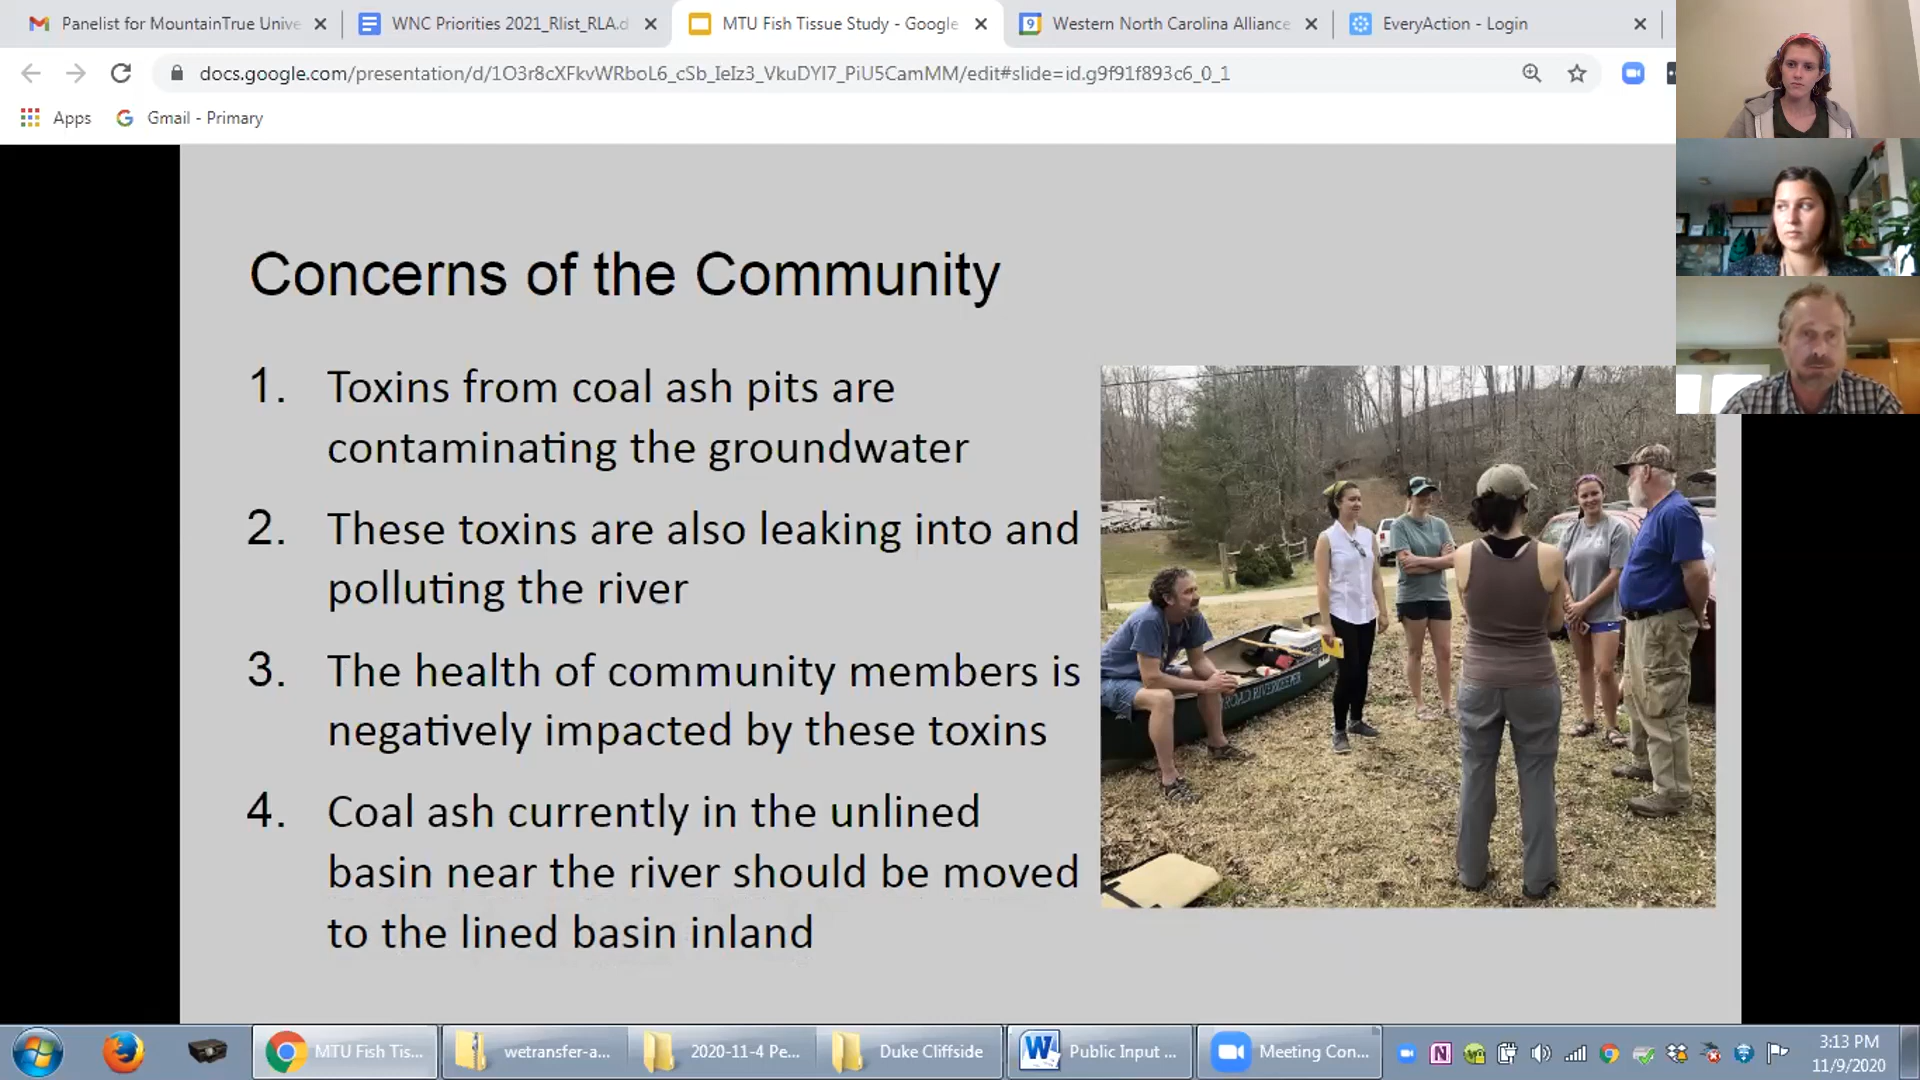 Panelist for MountainTrue Unive
WNC Priorities 2021_Rlist_RLA.d
MTU Fish Tissue Study - Google
9
Western North Carolina Alliance
EveryAction - Login
docs.google.com/presentation/d/1O3r8cXFkvWRboL6_cSb_IeIz3_VkuDYI7_PiU5CamMM/edit#slide=id.g9f91f893c6_0_1
Apps
Gmail - Primary
Concerns of the Community
1. Toxins from coal ash pits are
contaminating the groundwater
2. These toxins are also leaking into and
polluting the river
3. The health of community members is
negatively impacted by these toxins
4. Coal ash currently in the unlined
basin near the river should be moved
to the lined basin inland
ROAD RIVERKEEPER
MTU Fish Tis...
wetransfer-a...
2020-11-4 Pe...
Duke Cliffside
Public Input ...
Meeting Con...
3:13 PM
11/9/2020